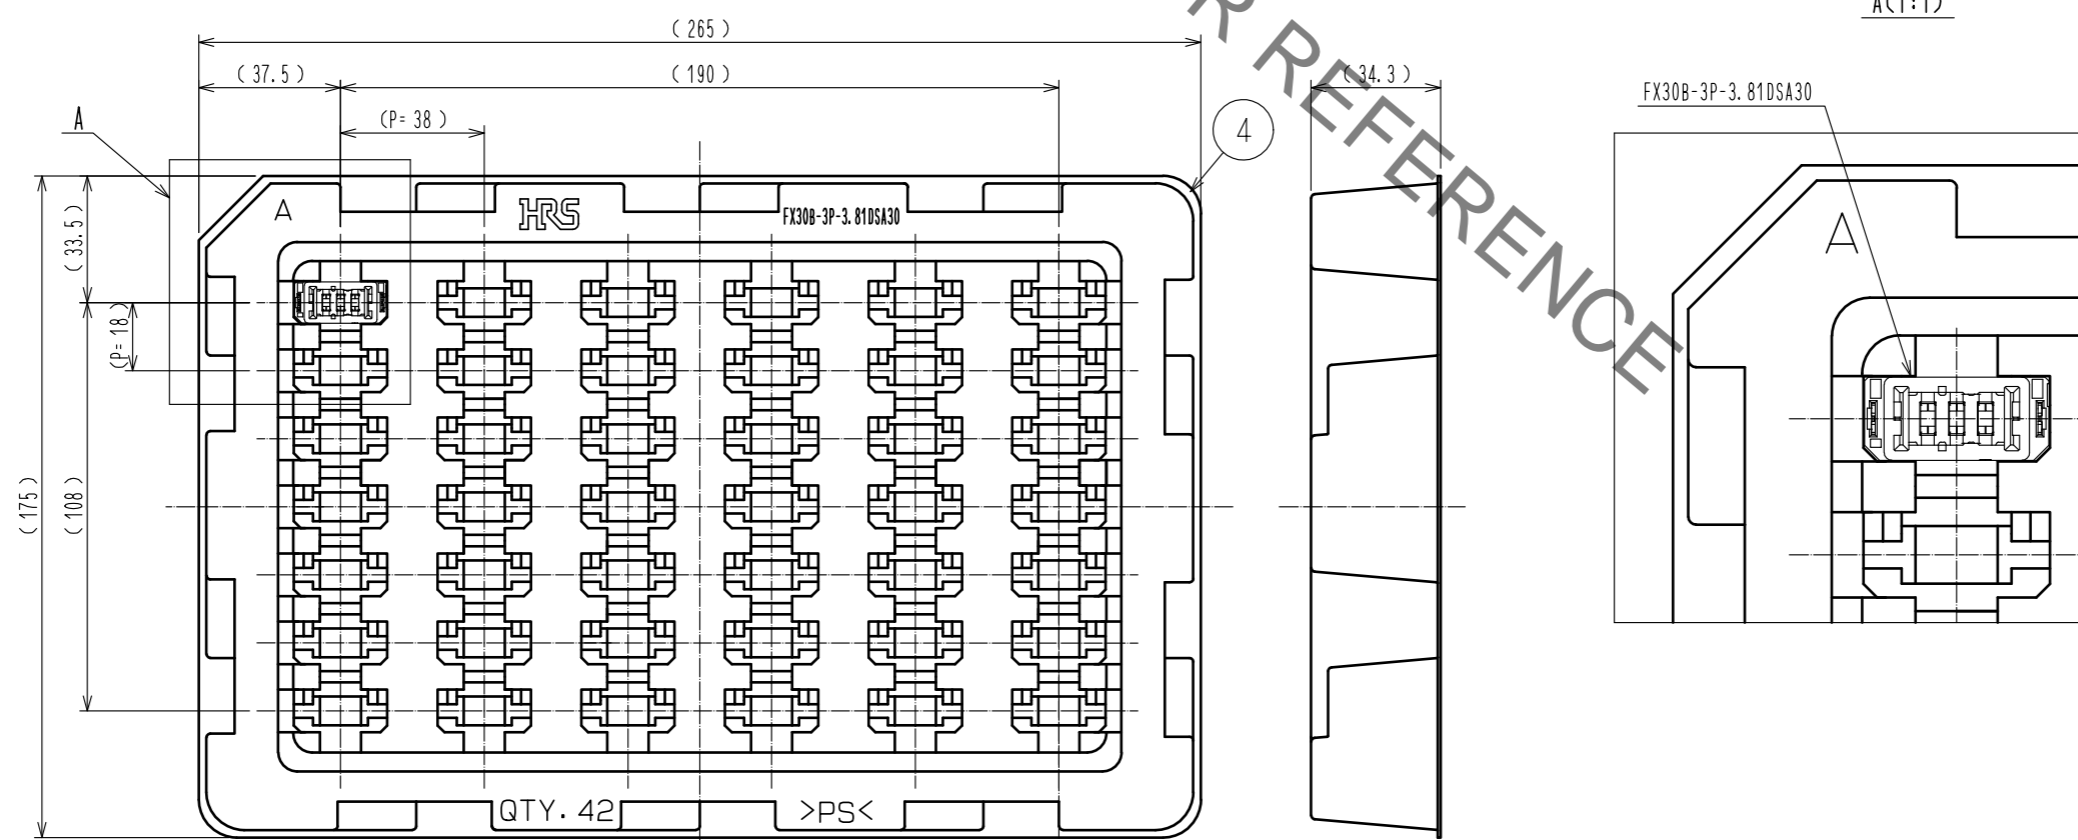 A(1:1)
(265)
(37.5)
(190)
(34.3)
FX30B-3P-3.81DSA30
A
(P=38)
4
R REFERENCE
A
HRS
FX30B-3P-3.81DSA30
A
(33.5)
(P=18)
(175)
(108)
QTY. 42
>PS<